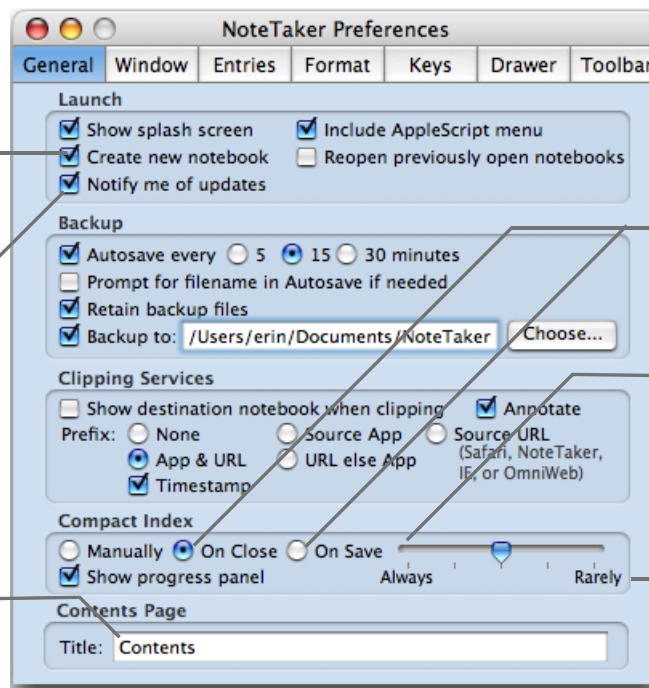 NoteTaker Preferences
General Window Entries Format Keys Drawer Toolbar
Launch
Show splash screen Include AppleScript menu
Create new notebook Reopen previously open notebooks
Notify me of updates
Backup
Autosave every 5 15 30 minutes
Prompt for filename in Autosave if needed
Retain backup files
Backup to: /Users/erin/Documents/NoteTaker Choose...
Clipping Services
Show destination notebook when clipping Annotate
Prefix: None Source App Source URL
(Safari, NoteTaker,
App & URL URL else App
IE, or OmniWeb)
Timestamp
Compact Index
Manually On Close On Save
Show progress panel Always Rarely
Contents Page
Title: Contents